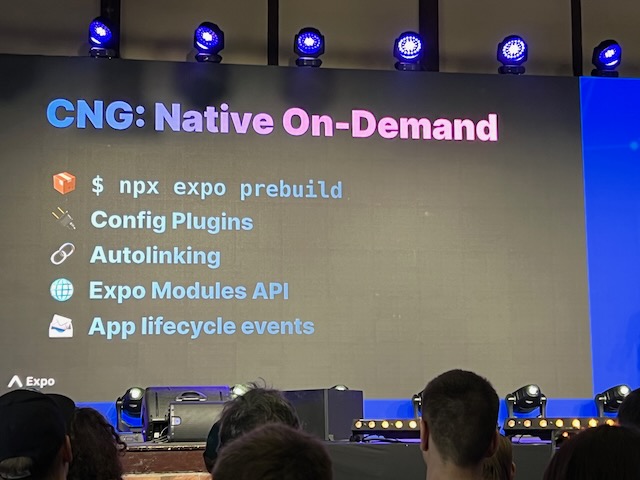 CNG: Native On-Demand
$ npx expo prebuild
Config Plugins
Autolinking
Expo Modules API
App lifecycle events
Expo